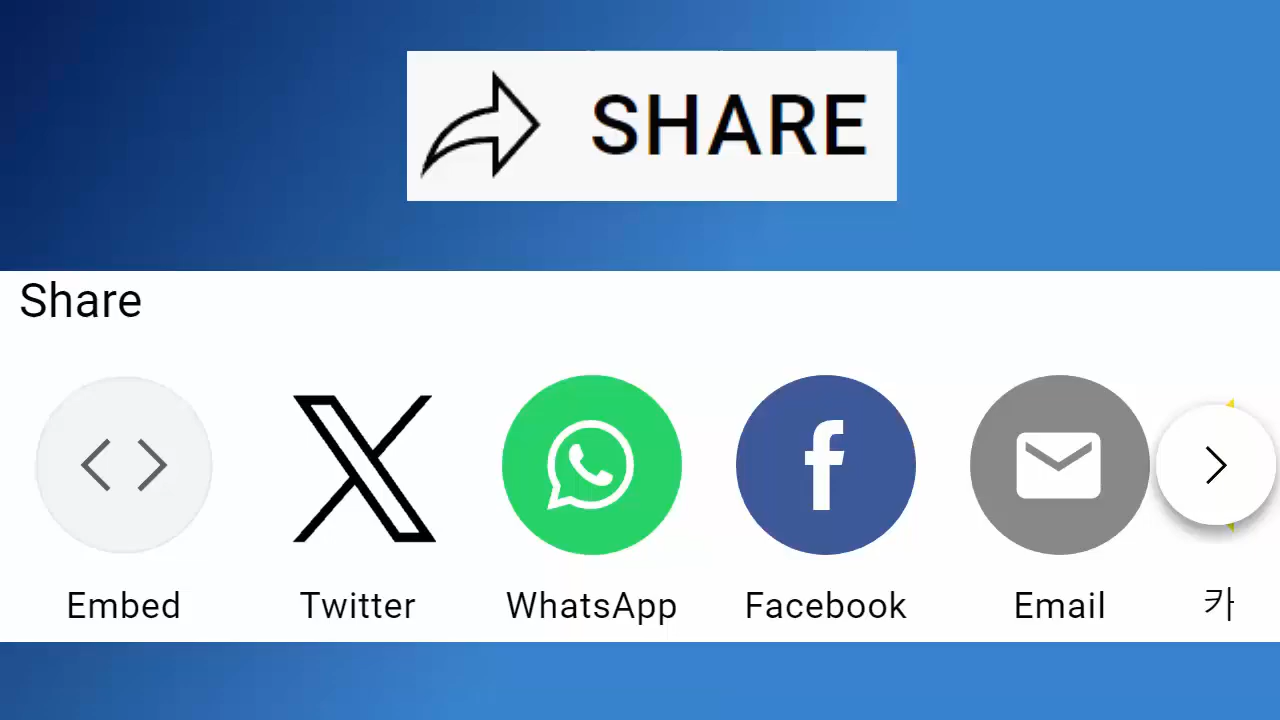 SHARE
Share
Embed
Twitter
WhatsApp
Facebook
Email
카